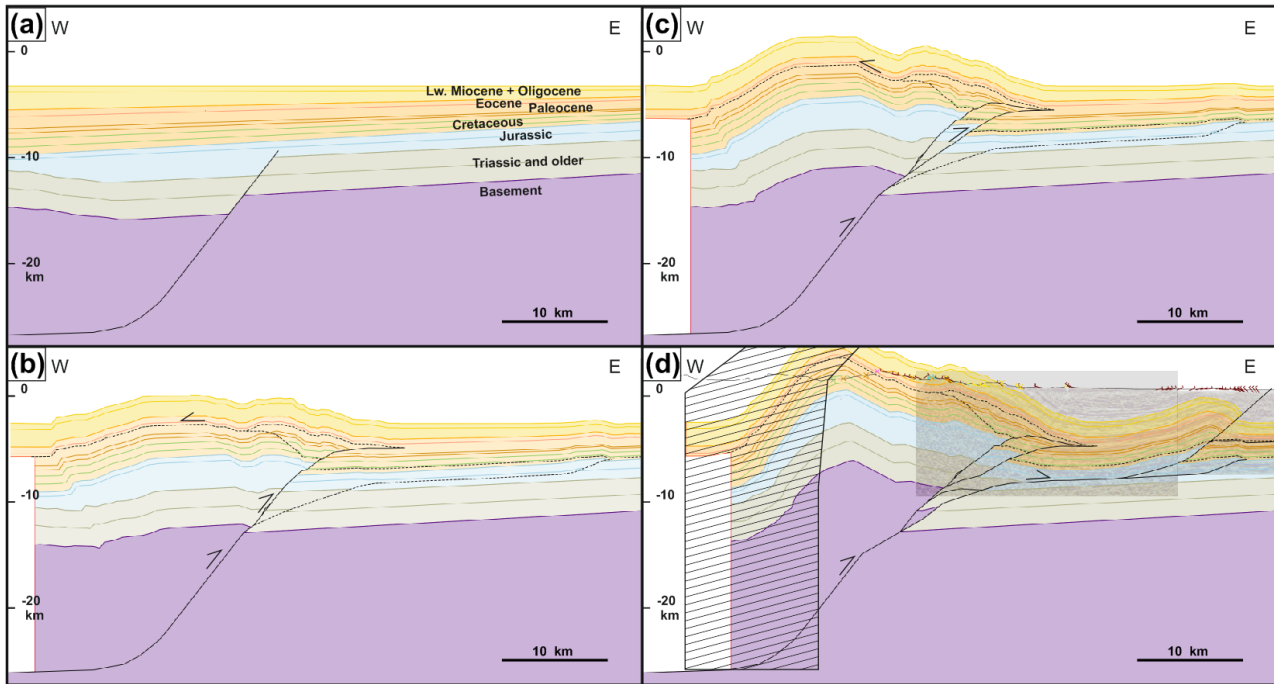 (a) W E
0
Lw. Miocene + Oligocene
Eocene
Paleocene
Cretaceous
Jurassic
-10
Triassic and older
Basement
-20
km
10 km
(c) W E
0
-10
-20
km
10 km
(b) W E
0
-10
-20
km
10 km
(d) W E
0
-10
-20
km
10 km